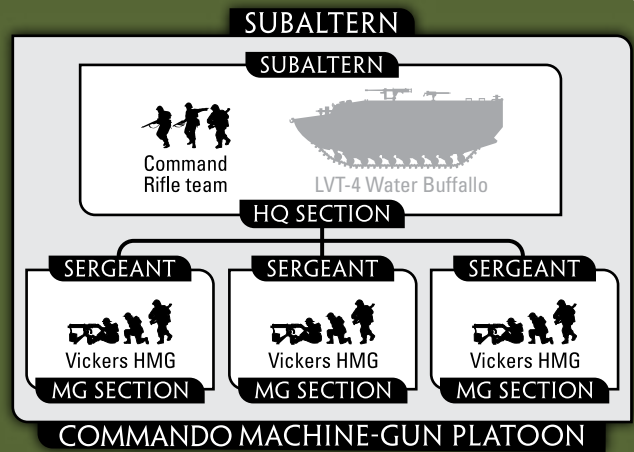 SUBALTERN
SUBALTERN
Command
Rifle team
LVT-4 Water Buffallo
HQ SECTION
SERGEANT
SERGEANT
SERGEANT
Vickers HMG
Vickers HMG
Vickers HMG
MG SECTION
MG SECTION
MG SECTION
COMMANDO MACHINE-GUN PLATOON